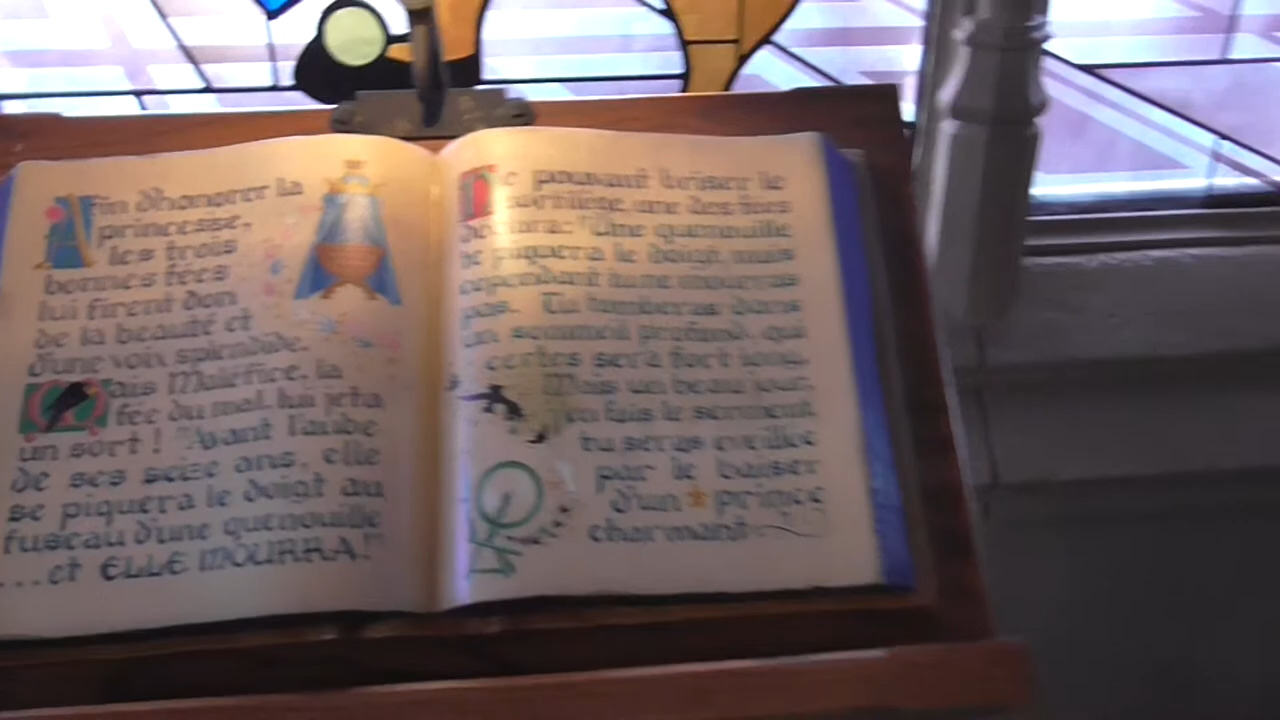 Afin d'honorer la
princesse,
les trois
bonnes fées
lui firent don
de la beauté et
d'une voix splendide.
Mais Maléfice, la
fée du mal, lui jeta
un sort ! "Avant l'aube
de ses seize ans, elle
se piquera le doigt au
fuseau d'une quenouille
...et ELLE MOURRA!"
Ne pouvant briser le
sortilège, une des fées
déclara: "Une quenouille
te piquera le doigt, mais
cependant tu ne mourras
pas. Tu tomberas dans
un sommeil profond, qui
certes sera fort long.
Mais un beau jour,
j'en fais le serment
tu seras éveillée
par le baiser
d'un prince
charmant